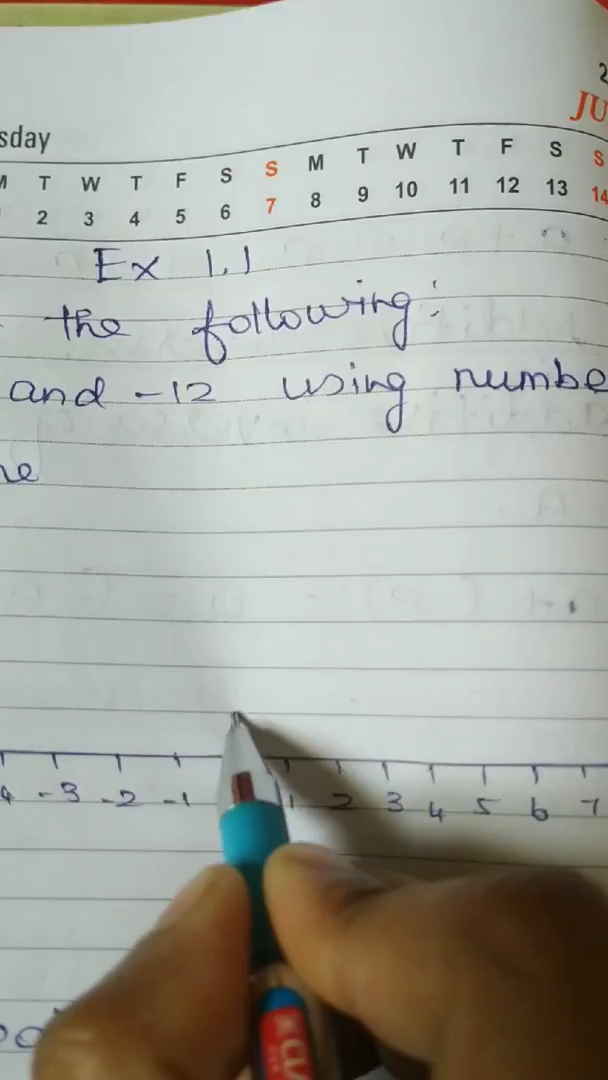 JU
sday
T W T F S S M T W T F S S
2 3 4 5 6 7 8 9 10 11 12 13 14
Ex 1.1
the following:
and -12 using numbe
-3 -2 -1 1 2 3 4 5 6 7